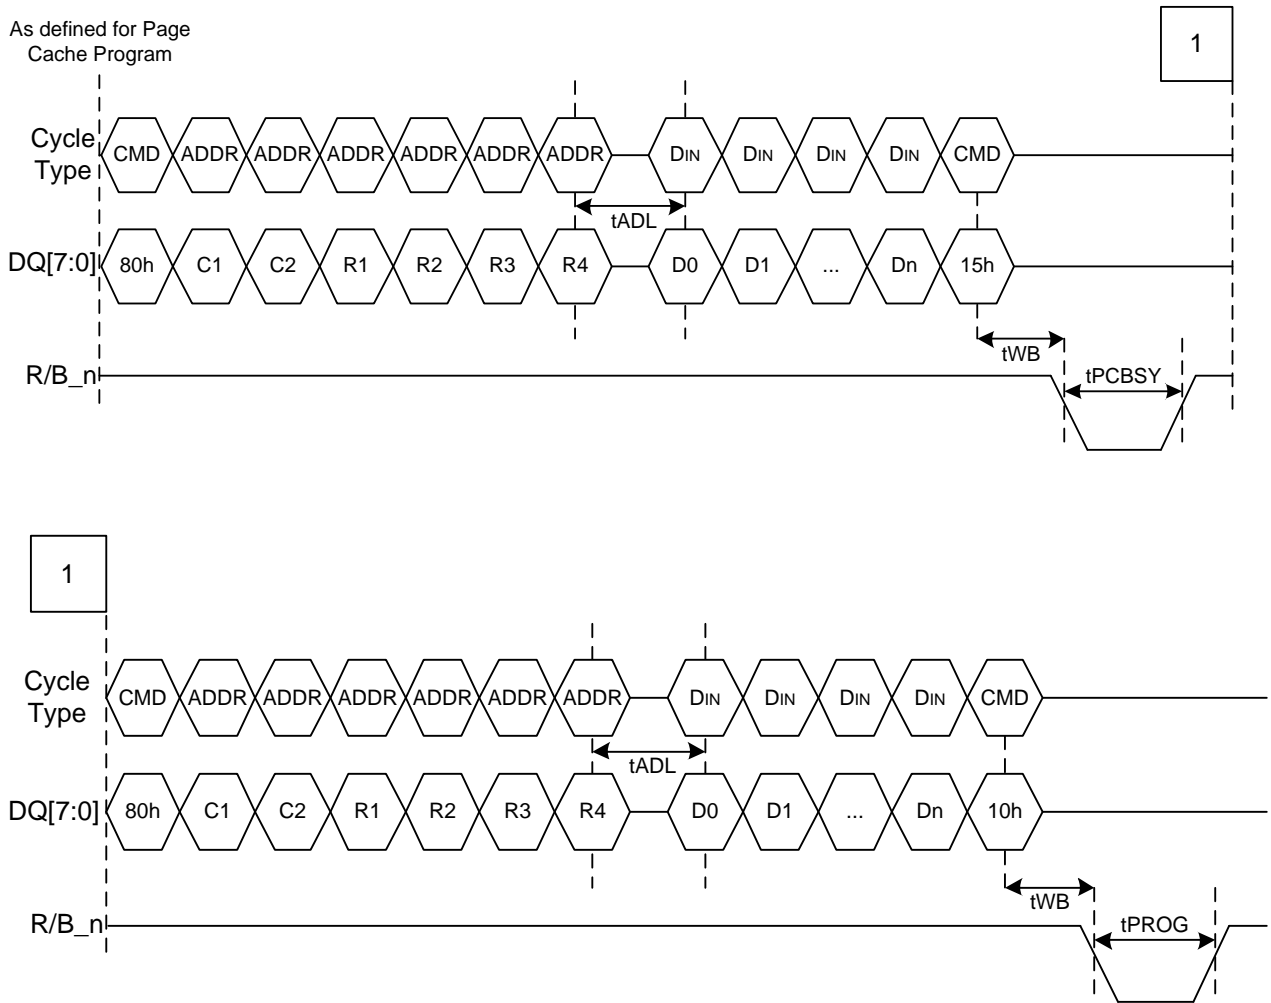 As defined for Page
Cache Program
1
Cycle
Type
CMD ADDR ADDR ADDR ADDR ADDR ADDR DIN DIN DIN DIN CMD
tADL
DQ[7:0] 80h C1 C2 R1 R2 R3 R4 D0 D1 ... Dn 15h
tWB
tPCBSY
R/B_n
1
Cycle
Type
CMD ADDR ADDR ADDR ADDR ADDR ADDR DIN DIN DIN DIN CMD
tADL
DQ[7:0] 80h C1 C2 R1 R2 R3 R4 D0 D1 ... Dn 10h
tWB
tPROG
R/B_n